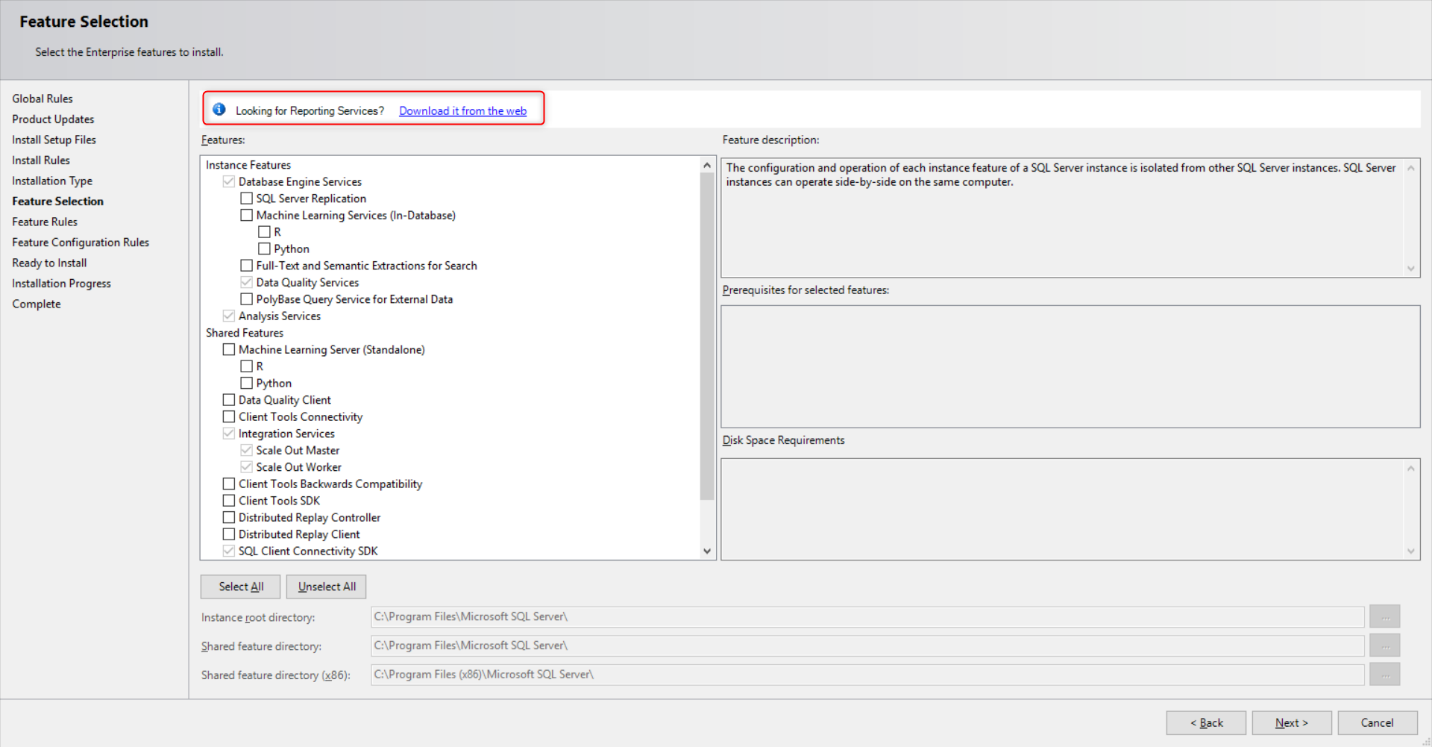 Feature Selection
Select the Enterprise features to install.
Global Rules
Product Updates
Install Setup Files
Install Rules
Installation Type
Feature Selection
Feature Rules
Feature Configuration Rules
Ready to Install
Installation Progress
Complete
Looking for Reporting Services? Download it from the web
Features:
Instance Features
Database Engine Services
SQL Server Replication
Machine Learning Services (In-Database)
R
Python
Full-Text and Semantic Extractions for Search
Data Quality Services
PolyBase Query Service for External Data
Analysis Services
Shared Features
Machine Learning Server (Standalone)
R
Python
Data Quality Client
Client Tools Connectivity
Integration Services
Scale Out Master
Scale Out Worker
Client Tools Backwards Compatibility
Client Tools SDK
Distributed Replay Controller
Distributed Replay Client
SQL Client Connectivity SDK
Feature description:
The configuration and operation of each instance feature of a SQL Server instance is isolated from other SQL Server instances. SQL Server
instances can operate side-by-side on the same computer.
Prerequisites for selected features:
Disk Space Requirements
Select All Unselect All
Instance root directory: C:\Program Files\Microsoft SQL Server\ ...
Shared feature directory: C:\Program Files\Microsoft SQL Server\ ...
Shared feature directory (x86): C:\Program Files (x86)\Microsoft SQL Server\ ...
< Back Next > Cancel